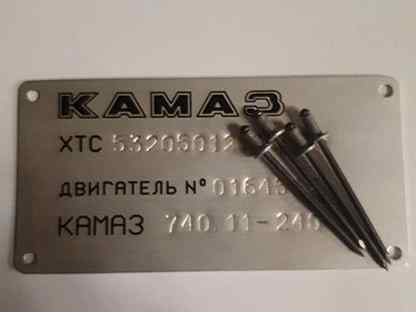 КАМАЗ
ХТС 53205012
ДВИГАТЕЛЬ № 01643
КАМАЗ 740.11-240